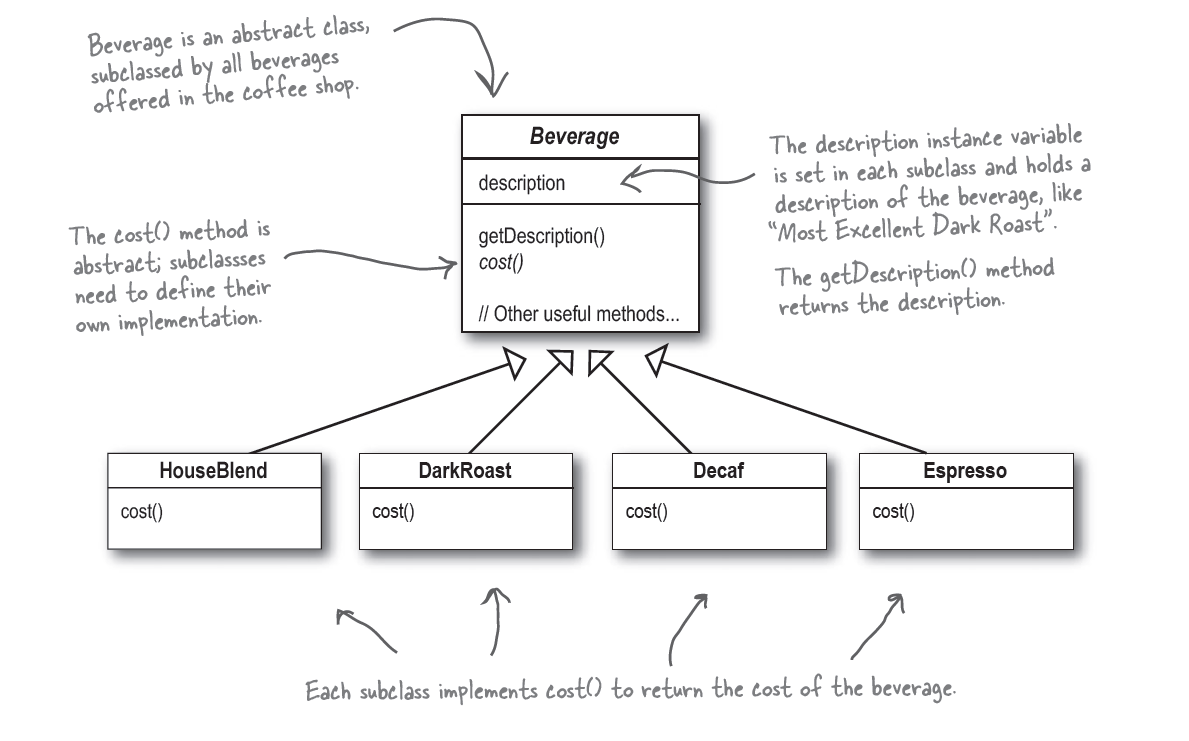 Beverage is an abstract class,
subclassed by all beverages
offered in the coffee shop.
Beverage
description
The description instance variable
is set in each subclass and holds a
description of the beverage, like
“Most Excellent Dark Roast”.
The getDescription() method
returns the description.
The cost() method is
abstract; subclassses
need to define their
own implementation.
getDescription()
cost()
// Other useful methods...
HouseBlend
cost()
DarkRoast
cost()
Decaf
cost()
Espresso
cost()
Each subclass implements cost() to return the cost of the beverage.